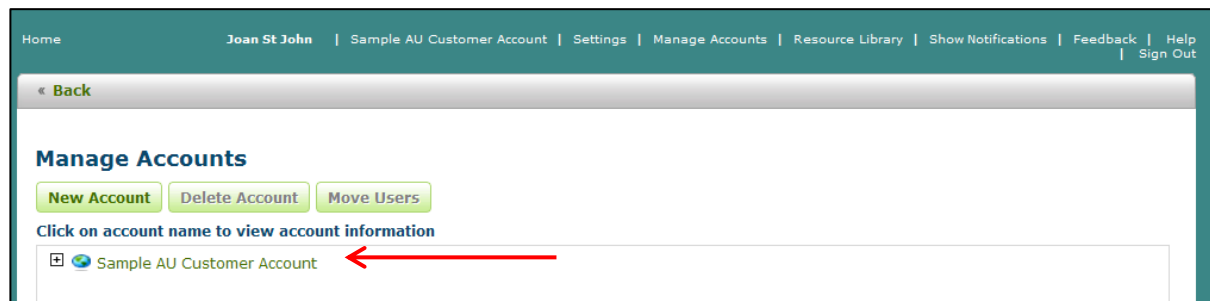 Home Joan St John | Sample AU Customer Account | Settings | Manage Accounts | Resource Library | Show Notifications | Feedback | Help
| Sign Out
« Back
Manage Accounts
New Account Delete Account Move Users
Click on account name to view account information
Sample AU Customer Account